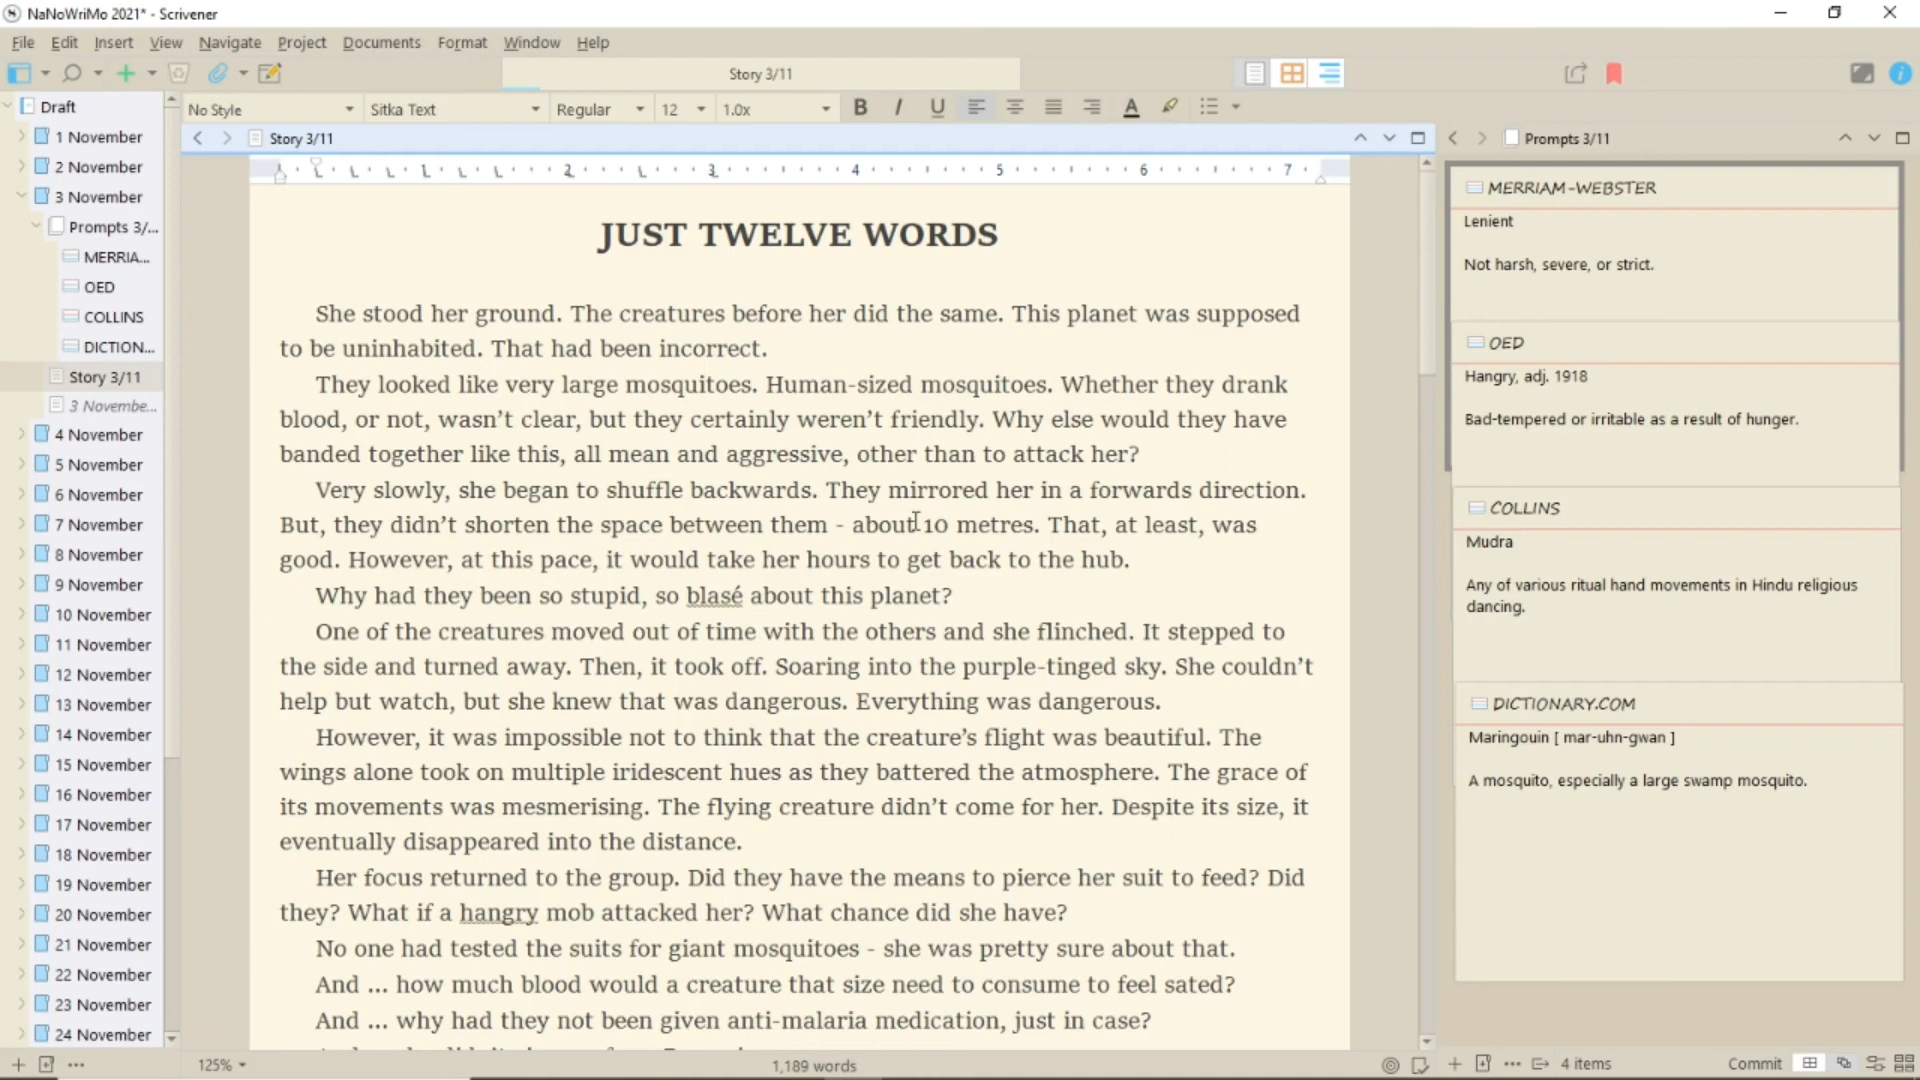 NaNoWriMo 2021* - Scrivener
File Edit Insert View Navigate Project Documents Format Window Help
Story 3/11
No Style Sitka Text Regular 12 1.0x B I U A
Draft
1 November
2 November
3 November
Prompts 3/...
MERRIA...
OED
COLLINS
DICTION...
Story 3/11
3 Novembe...
4 November
5 November
6 November
7 November
8 November
9 November
10 November
11 November
12 November
13 November
14 November
15 November
16 November
17 November
18 November
19 November
20 November
21 November
22 November
23 November
24 November
Story 3/11
1 2 3 4 5 6 7
JUST TWELVE WORDS
She stood her ground. The creatures before her did the same. This planet was supposed
to be uninhabited. That had been incorrect.
They looked like very large mosquitoes. Human-sized mosquitoes. Whether they drank
blood, or not, wasn't clear, but they certainly weren't friendly. Why else would they have
banded together like this, all mean and aggressive, other than to attack her?
Very slowly, she began to shuffle backwards. They mirrored her in a forwards direction.
But, they didn't shorten the space between them - about 10 metres. That, at least, was
good. However, at this pace, it would take her hours to get back to the hub.
Why had they been so stupid, so blasé about this planet?
One of the creatures moved out of time with the others and she flinched. It stepped to
the side and turned away. Then, it took off. Soaring into the purple-tinged sky. She couldn't
help but watch, but she knew that was dangerous. Everything was dangerous.
However, it was impossible not to think that the creature's flight was beautiful. The
wings alone took on multiple iridescent hues as they battered the atmosphere. The grace of
its movements was mesmerising. The flying creature didn't come for her. Despite its size, it
eventually disappeared into the distance.
Her focus returned to the group. Did they have the means to pierce her suit to feed? Did
they? What if a hangry mob attacked her? What chance did she have?
No one had tested the suits for giant mosquitoes - she was pretty sure about that.
And ... how much blood would a creature that size need to consume to feel sated?
And ... why had they not been given anti-malaria medication, just in case?
125%
1,189 words
Prompts 3/11
MERRIAM-WEBSTER
Lenient
Not harsh, severe, or strict.
OED
Hangry, adj. 1918
Bad-tempered or irritable as a result of hunger.
COLLINS
Mudra
Any of various ritual hand movements in Hindu religious
dancing.
DICTIONARY.COM
Maringouin [ mar-uhn-gwan ]
A mosquito, especially a large swamp mosquito.
4 items
Commit